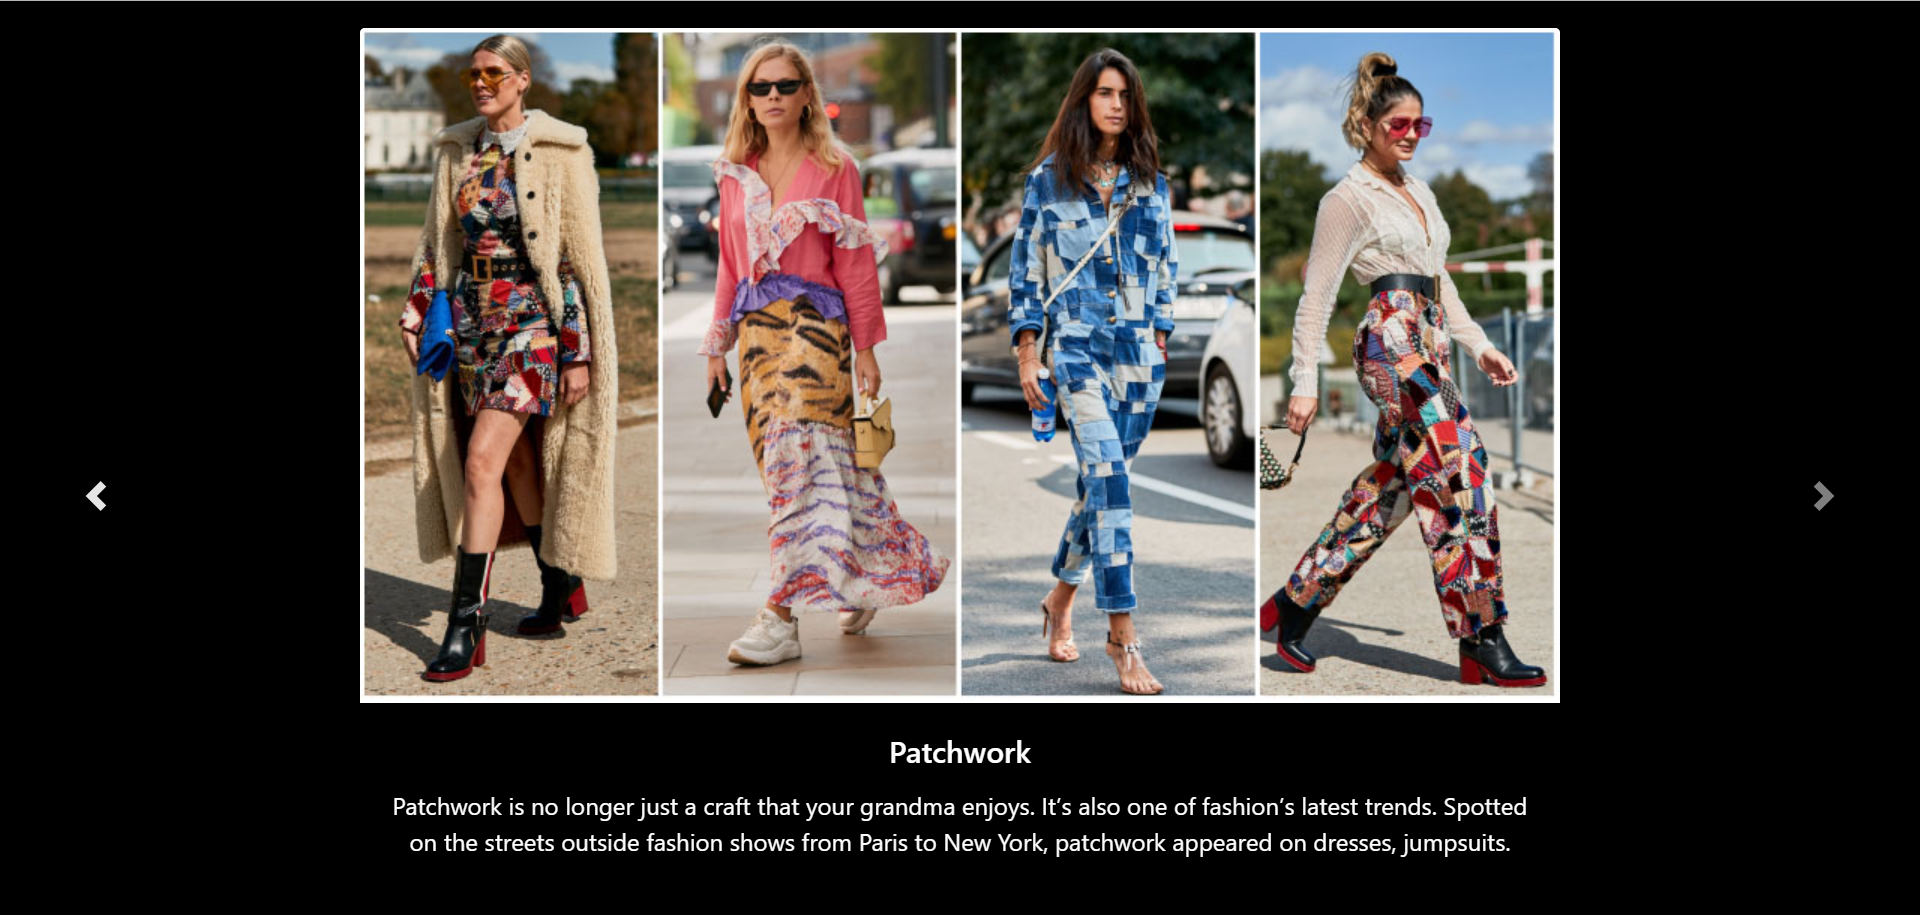 Patchwork
Patchwork is no longer just a craft that your grandma enjoys. It’s also one of fashion’s latest trends. Spotted
on the streets outside fashion shows from Paris to New York, patchwork appeared on dresses, jumpsuits.